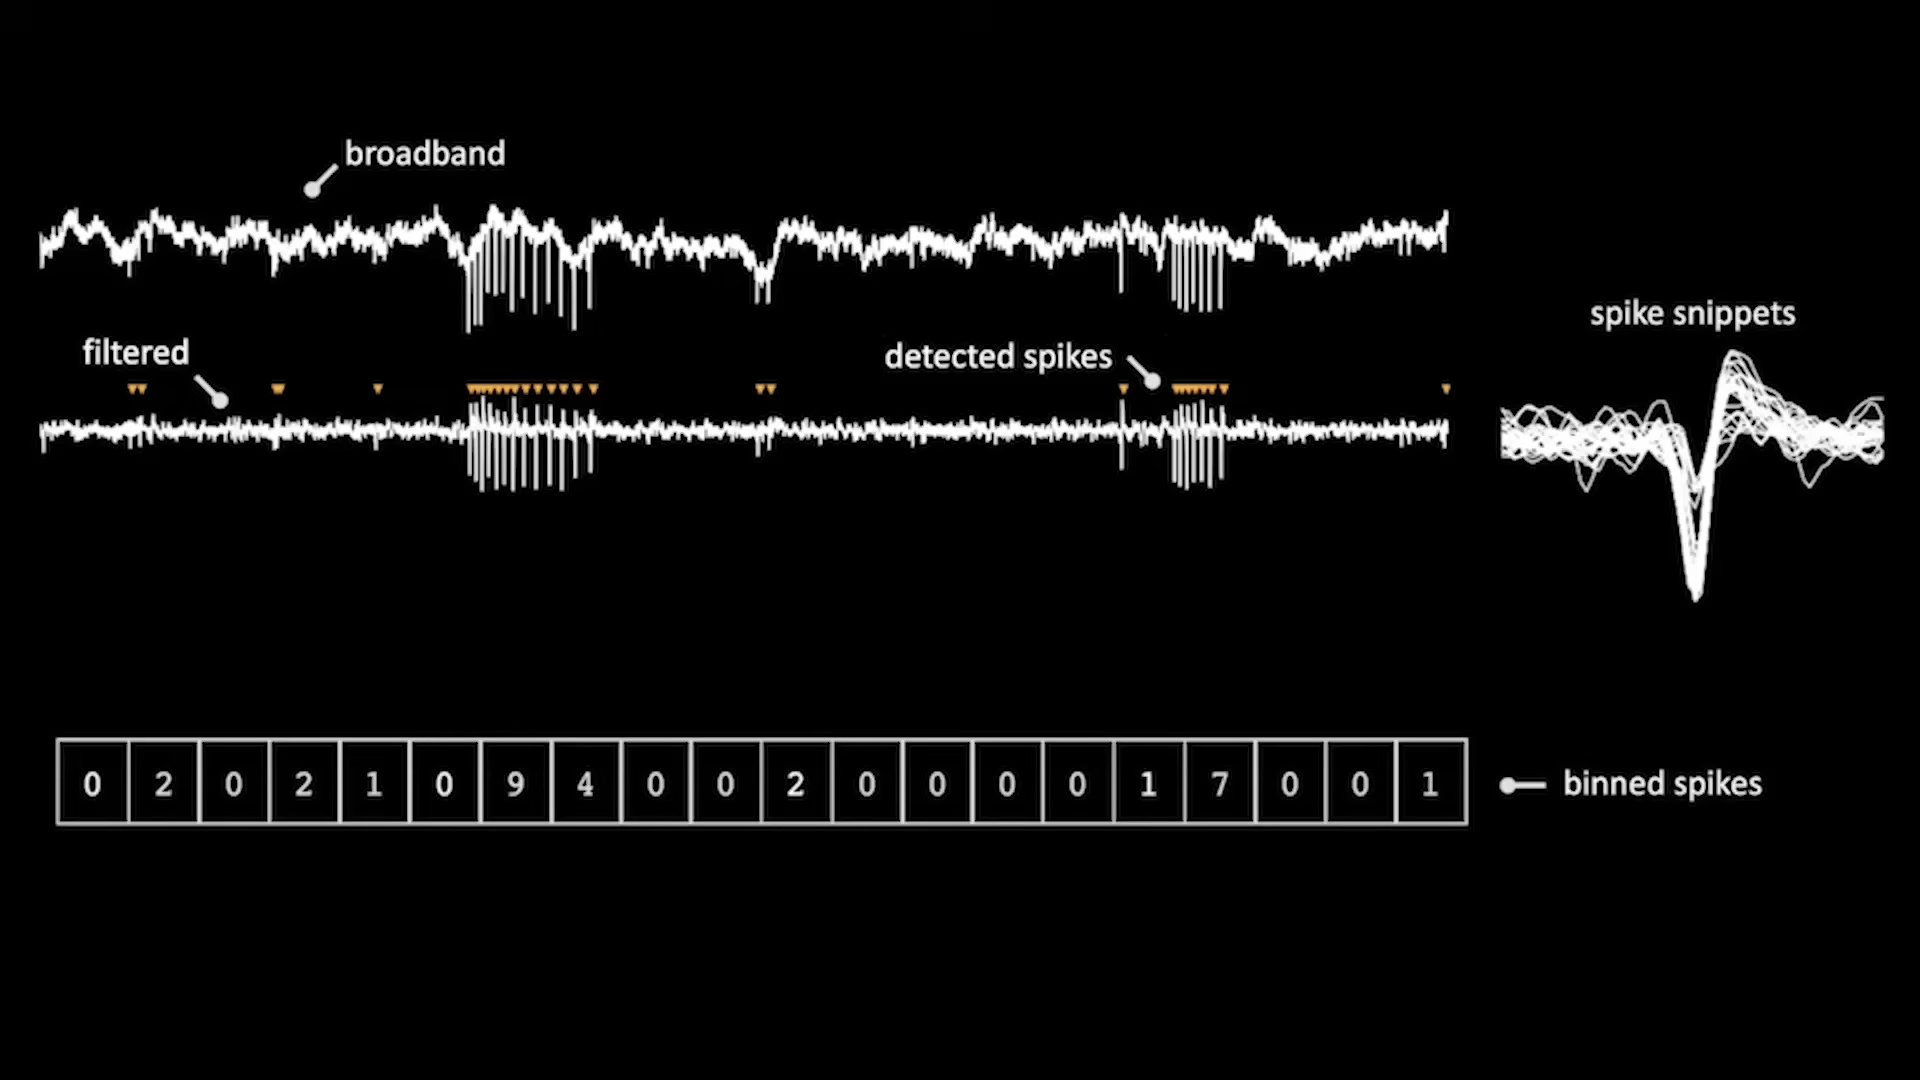 broadband
filtered
detected spikes
spike snippets
0 2 0 2 1 0 9 4 0 0 2 0 0 0 0 1 7 0 0 1
binned spikes